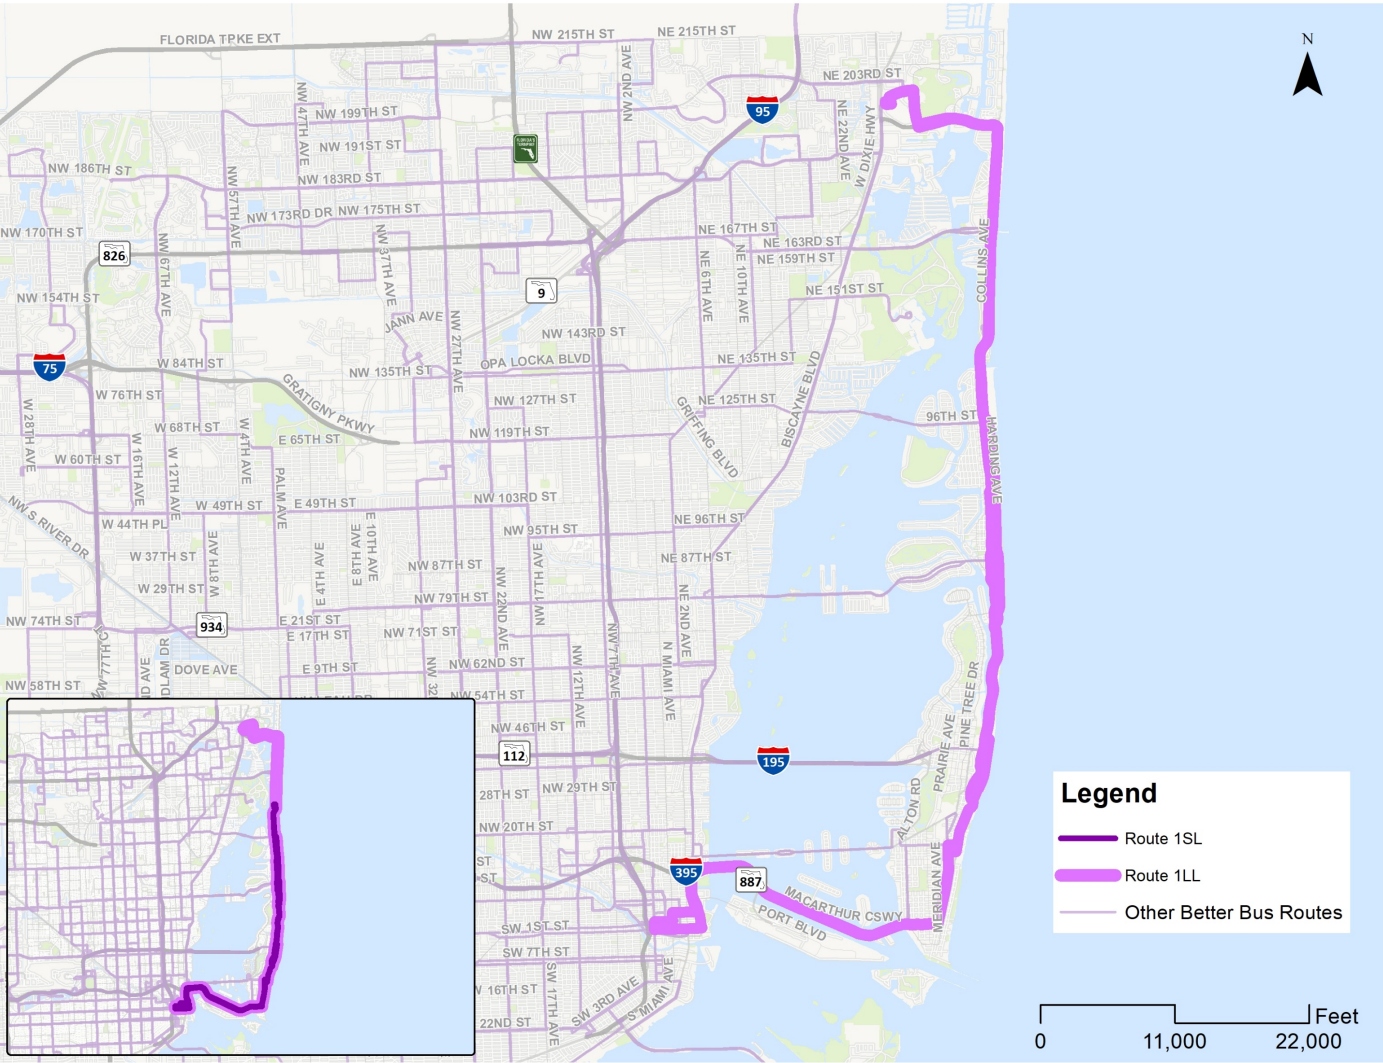 FLORIDA TPKE EXT
NW 215TH ST
NE 215TH ST
N
NW 2ND AVE
NE 203RD ST
95
NW 47TH AVE
NW 199TH ST
NE 22ND AVE
W DIXIE HWY
NW 191ST ST
NW 186TH ST
NW 183RD ST
NW 57TH AVE
NW 173RD DR
NW 175TH ST
NW 170TH ST
NW 67TH AVE
NW 37TH AVE
NE 167TH ST
NE 163RD ST
NE 159TH ST
826
NE 6TH AVE
NE 10TH AVE
COLLINS AVE
9
NW 154TH ST
NE 151ST ST
JANN AVE
NW 27TH AVE
NW 143RD ST
75
W 84TH ST
OPA LOCKA BLVD
NE 135TH ST
NW 135TH ST
BISCAYNE BLVD
GRATIGNY PKWY
W 76TH ST
NW 127TH ST
NE 125TH ST
GRIFFING BLVD
96TH ST
HARDING AVE
W 28TH AVE
W 68TH ST
W 4TH AVE
E 65TH ST
NW 119TH ST
W 60TH ST
W 16TH AVE
W 12TH AVE
PALM AVE
NW 103RD ST
W 49TH ST
E 49TH ST
NW S RIVER DR
W 44TH PL
NW 95TH ST
NE 96TH ST
E 10TH AVE
E 8TH AVE
W 8TH AVE
E 4TH AVE
W 37TH ST
NW 87TH ST
NE 87TH ST
NW 17TH AVE
NW 22ND AVE
W 29TH ST
NW 79TH ST
NE 2ND AVE
NW 74TH ST
934
E 21ST ST
E 17TH ST
NW 71ST ST
NW 7TH AVE
NW 12TH AVE
N MIAMI AVE
DOVE AVE
E 9TH ST
NW 62ND ST
NW 58TH ST
NW 54TH ST
PINE TREE DR
PRAIRIE AVE
NW 46TH ST
112
195
28TH ST
NW 29TH ST
ALTON RD
NW 20TH ST
MERIDIAN AVE
ST
ST
395
887
MACARTHUR CSWY
PORT BLVD
SW 1ST ST
SW 7TH ST
SW 17TH AVE
16TH ST
SW 3RD AVE
S MIAMI AVE
22ND ST
Legend
Route 1SL
Route 1LL
Other Better Bus Routes
Feet
0
11,000
22,000